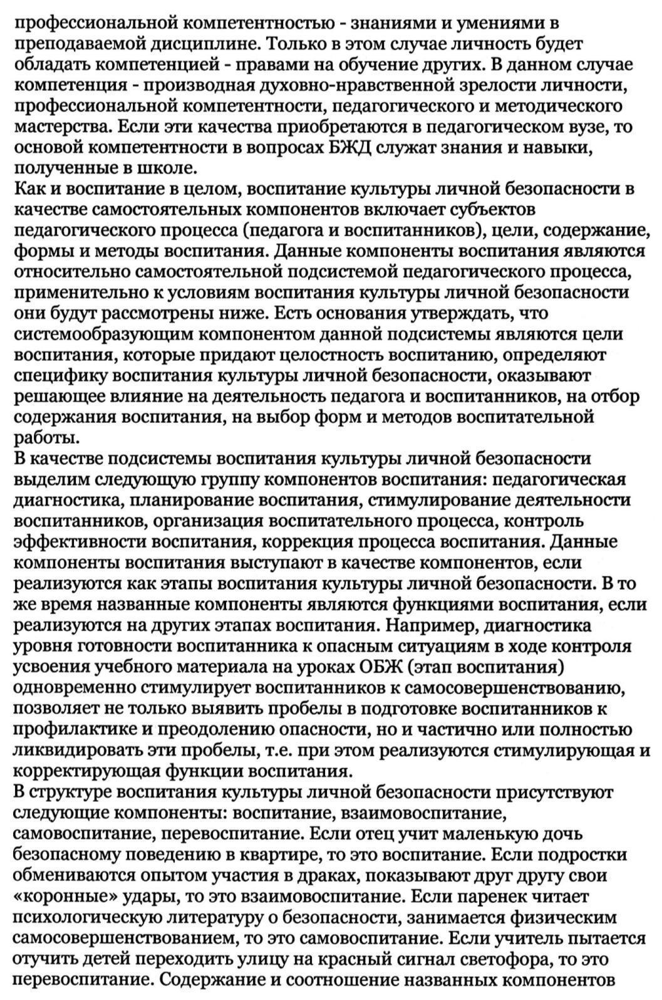 профессиональной компетентностью - знаниями и умениями в
преподаваемой дисциплине. Только в этом случае личность будет
обладать компетенцией - правами на обучение других. В данном случае
компетенция - производная духовно-нравственной зрелости личности,
профессиональной компетентности, педагогического и методического
мастерства. Если эти качества приобретаются в педагогическом вузе, то
основой компетентности в вопросах БЖД служат знания и навыки,
полученные в школе.
Как и воспитание в целом, воспитание культуры личной безопасности в
качестве самостоятельных компонентов включает субъектов
педагогического процесса (педагога и воспитанников), цели, содержание,
формы и методы воспитания. Данные компоненты воспитания являются
относительно самостоятельной подсистемой педагогического процесса,
применительно к условиям воспитания культуры личной безопасности
они будут рассмотрены ниже. Есть основания утверждать, что
системообразующим компонентом данной подсистемы являются цели
воспитания, которые придают целостность воспитанию, определяют
специфику воспитания культуры личной безопасности, оказывают
решающее влияние на деятельность педагога и воспитанников, на отбор
содержания воспитания, на выбор форм и методов воспитательной
работы.
В качестве подсистемы воспитания культуры личной безопасности
выделим следующую группу компонентов воспитания: педагогическая
диагностика, планирование воспитания, стимулирование деятельности
воспитанников, организация воспитательного процесса, контроль
эффективности воспитания, коррекция процесса воспитания. Данные
компоненты воспитания выступают в качестве компонентов, если
реализуются как этапы воспитания культуры личной безопасности. В то
же время названные компоненты являются функциями воспитания, если
реализуются на других этапах воспитания. Например, диагностика
уровня готовности воспитанника к опасным ситуациям в ходе контроля
усвоения учебного материала на уроках ОБЖ (этап воспитания)
одновременно стимулирует воспитанников к самосовершенствованию,
позволяет не только выявить пробелы в подготовке воспитанников к
профилактике и преодолению опасности, но и частично или полностью
ликвидировать эти пробелы, т.е. при этом реализуются стимулирующая и
корректирующая функции воспитания.
В структуре воспитания культуры личной безопасности присутствуют
следующие компоненты: воспитание, взаимовоспитание,
самовоспитание, перевоспитание. Если отец учит маленькую дочь
безопасному поведению в квартире, то это воспитание. Если подростки
обмениваются опытом участия в драках, показывают друг другу свои
«коронные» удары, то это взаимовоспитание. Если паренек читает
психологическую литературу о безопасности, занимается физическим
самосовершенствованием, то это самовоспитание. Если учитель пытается
отучить детей переходить улицу на красный сигнал светофора, то это
перевоспитание. Содержание и соотношение названных компонентов